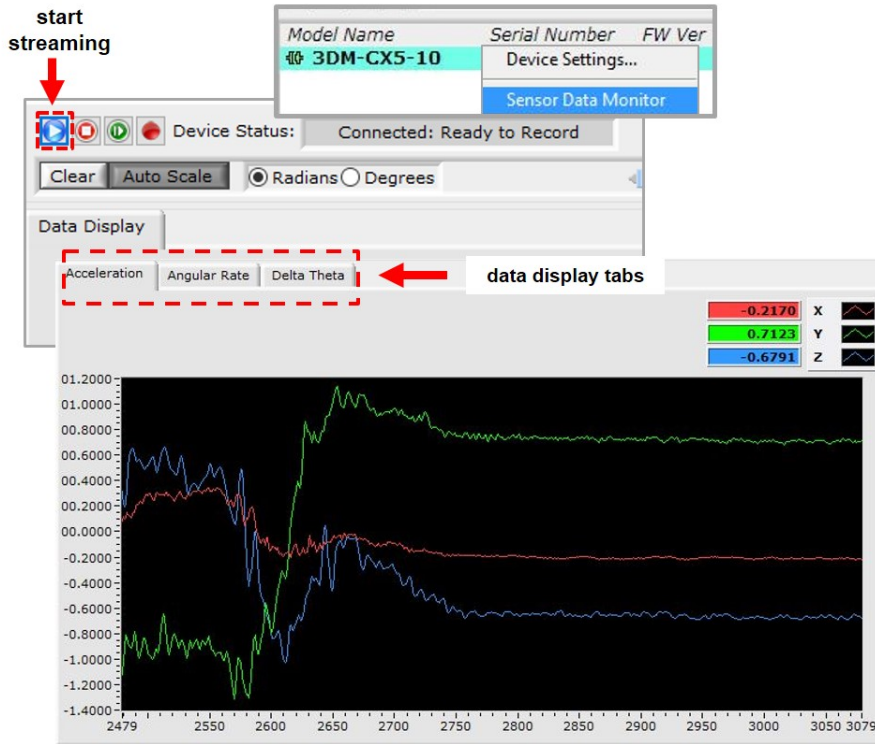 start
streaming
Model Name Serial Number FW Ver
3DM-CX5-10
Device Settings...
Sensor Data Monitor
Device Status: Connected: Ready to Record
Clear Auto Scale Radians Degrees
Data Display
Acceleration Angular Rate Delta Theta
data display tabs
-0.2170 X
0.7123 Y
-0.6791 Z
01.2000
01.0000
00.8000
00.6000
00.4000
00.2000
00.0000
-0.2000
-0.4000
-0.6000
-0.8000
-1.0000
-1.2000
-1.4000
2479 2550 2600 2650 2700 2750 2800 2850 2900 2950 3000 3050 3079